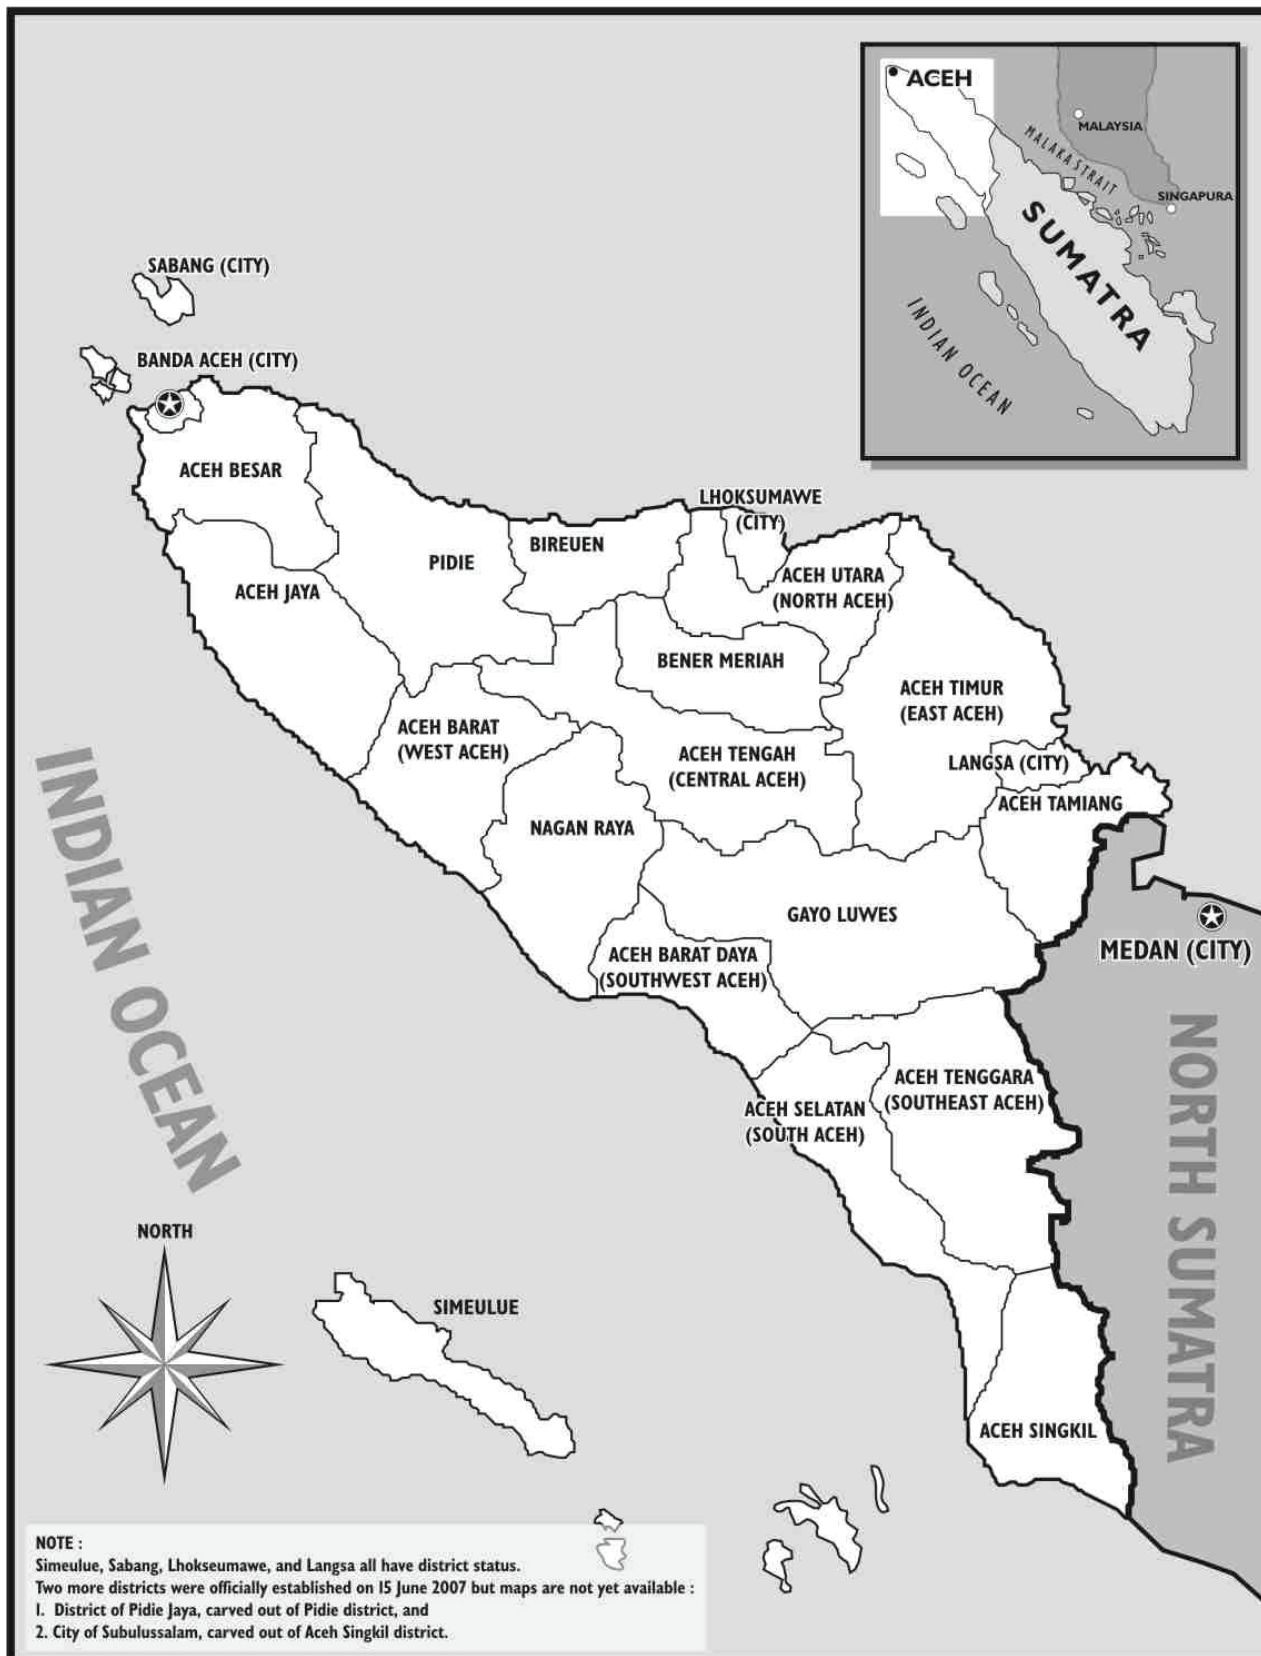 ACEH
MALAYSIA
MALAKA STRAIT
SINGAPURA
SUMATRA
INDIAN OCEAN
SABANG (CITY)
BANDA ACEH (CITY)
ACEH BESAR
LHOKSUMAWE
(CITY)
PIDIE
BIREUEN
ACEH UTARA
(NORTH ACEH)
ACEH JAYA
BENER MERIAH
ACEH TIMUR
(EAST ACEH)
ACEH BARAT
(WEST ACEH)
ACEH TENGAH
(CENTRAL ACEH)
LANGSA (CITY)
ACEH TAMIANG
NAGAN RAYA
GAYO LUWES
MEDAN (CITY)
ACEH BARAT DAYA
(SOUTHWEST ACEH)
INDIAN OCEAN
NORTH SUMATRA
ACEH TENGGARA
(SOUTHEAST ACEH)
ACEH SELATAN
(SOUTH ACEH)
NORTH
SIMEULUE
ACEH SINGKIL
NOTE :
Simeulue, Sabang, Lhokseumawe, and Langsa all have district status.
Two more districts were officially established on 15 June 2007 but maps are not yet available :
1. District of Pidie Jaya, carved out of Pidie district, and
2. City of Subulussalam, carved out of Aceh Singkil district.